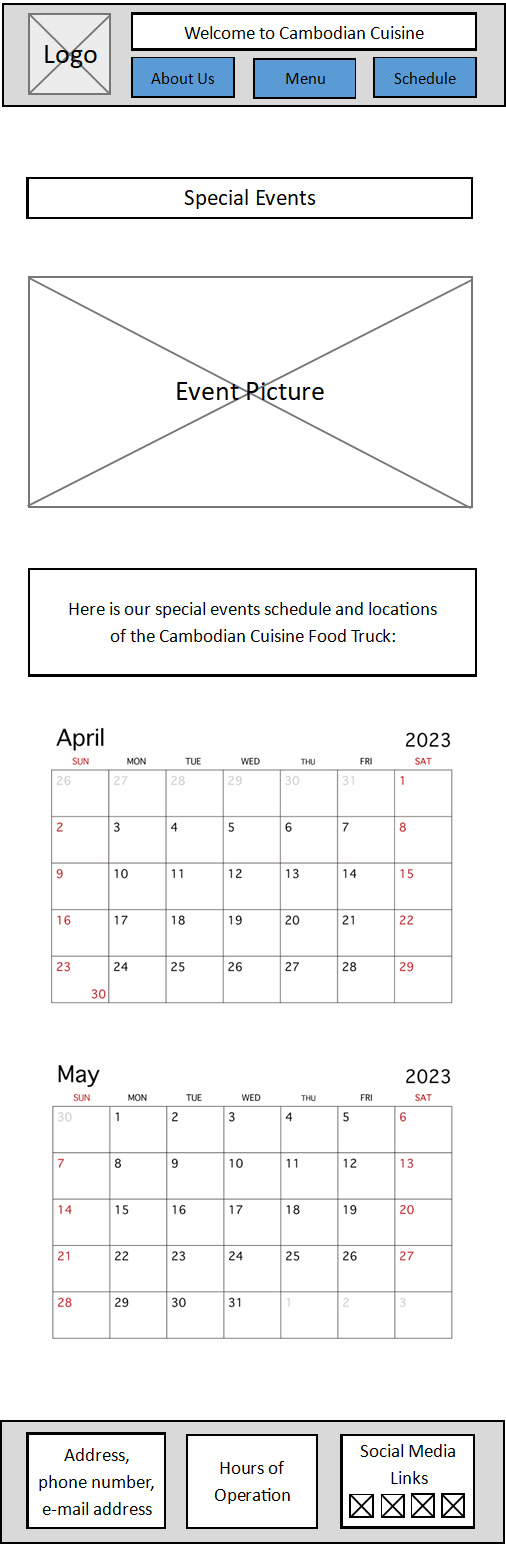 Logo
Welcome to Cambodian Cuisine
About Us Menu Schedule
Special Events
Event Picture
Here is our special events schedule and locations
of the Cambodian Cuisine Food Truck:
April 2023
SUN MON TUE WED THU FRI SAT
26 27 28 29 30 31 1
2 3 4 5 6 7 8
9 10 11 12 13 14 15
16 17 18 19 20 21 22
23 24 25 26 27 28 29
30
May 2023
SUN MON TUE WED THU FRI SAT
30 1 2 3 4 5 6
7 8 9 10 11 12 13
14 15 16 17 18 19 20
21 22 23 24 25 26 27
28 29 30 31 1 2 3
Address,
phone number,
e-mail address
Hours of
Operation
Social Media
Links